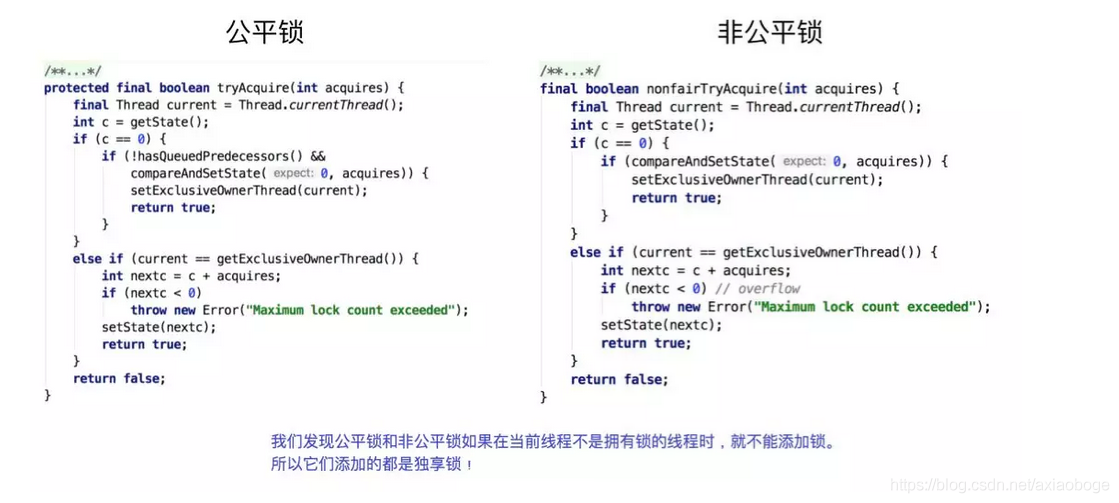 公平锁
/**...*/
protected final boolean tryAcquire(int acquires) {
final Thread current = Thread.currentThread();
int c = getState();
if (c == 0) {
if (!hasQueuedPredecessors() &&
compareAndSetState( expect: 0, acquires)) {
setExclusiveOwnerThread(current);
return true;
}
}
else if (current == getExclusiveOwnerThread()) {
int nextc = c + acquires;
if (nextc < 0)
throw new Error("Maximum lock count exceeded");
setState(nextc);
return true;
}
return false;
}
非公平锁
/**...*/
final boolean nonfairTryAcquire(int acquires) {
final Thread current = Thread.currentThread();
int c = getState();
if (c == 0) {
if (compareAndSetState( expect: 0, acquires)) {
setExclusiveOwnerThread(current);
return true;
}
}
else if (current == getExclusiveOwnerThread()) {
int nextc = c + acquires;
if (nextc < 0) // overflow
throw new Error("Maximum lock count exceeded");
setState(nextc);
return true;
}
return false;
}
我们发现公平锁和非公平锁如果在当前线程不是拥有锁的线程时，就不能添加锁。
所以它们添加的都是独享锁！
https://blog.csdn.net/axiaoboge